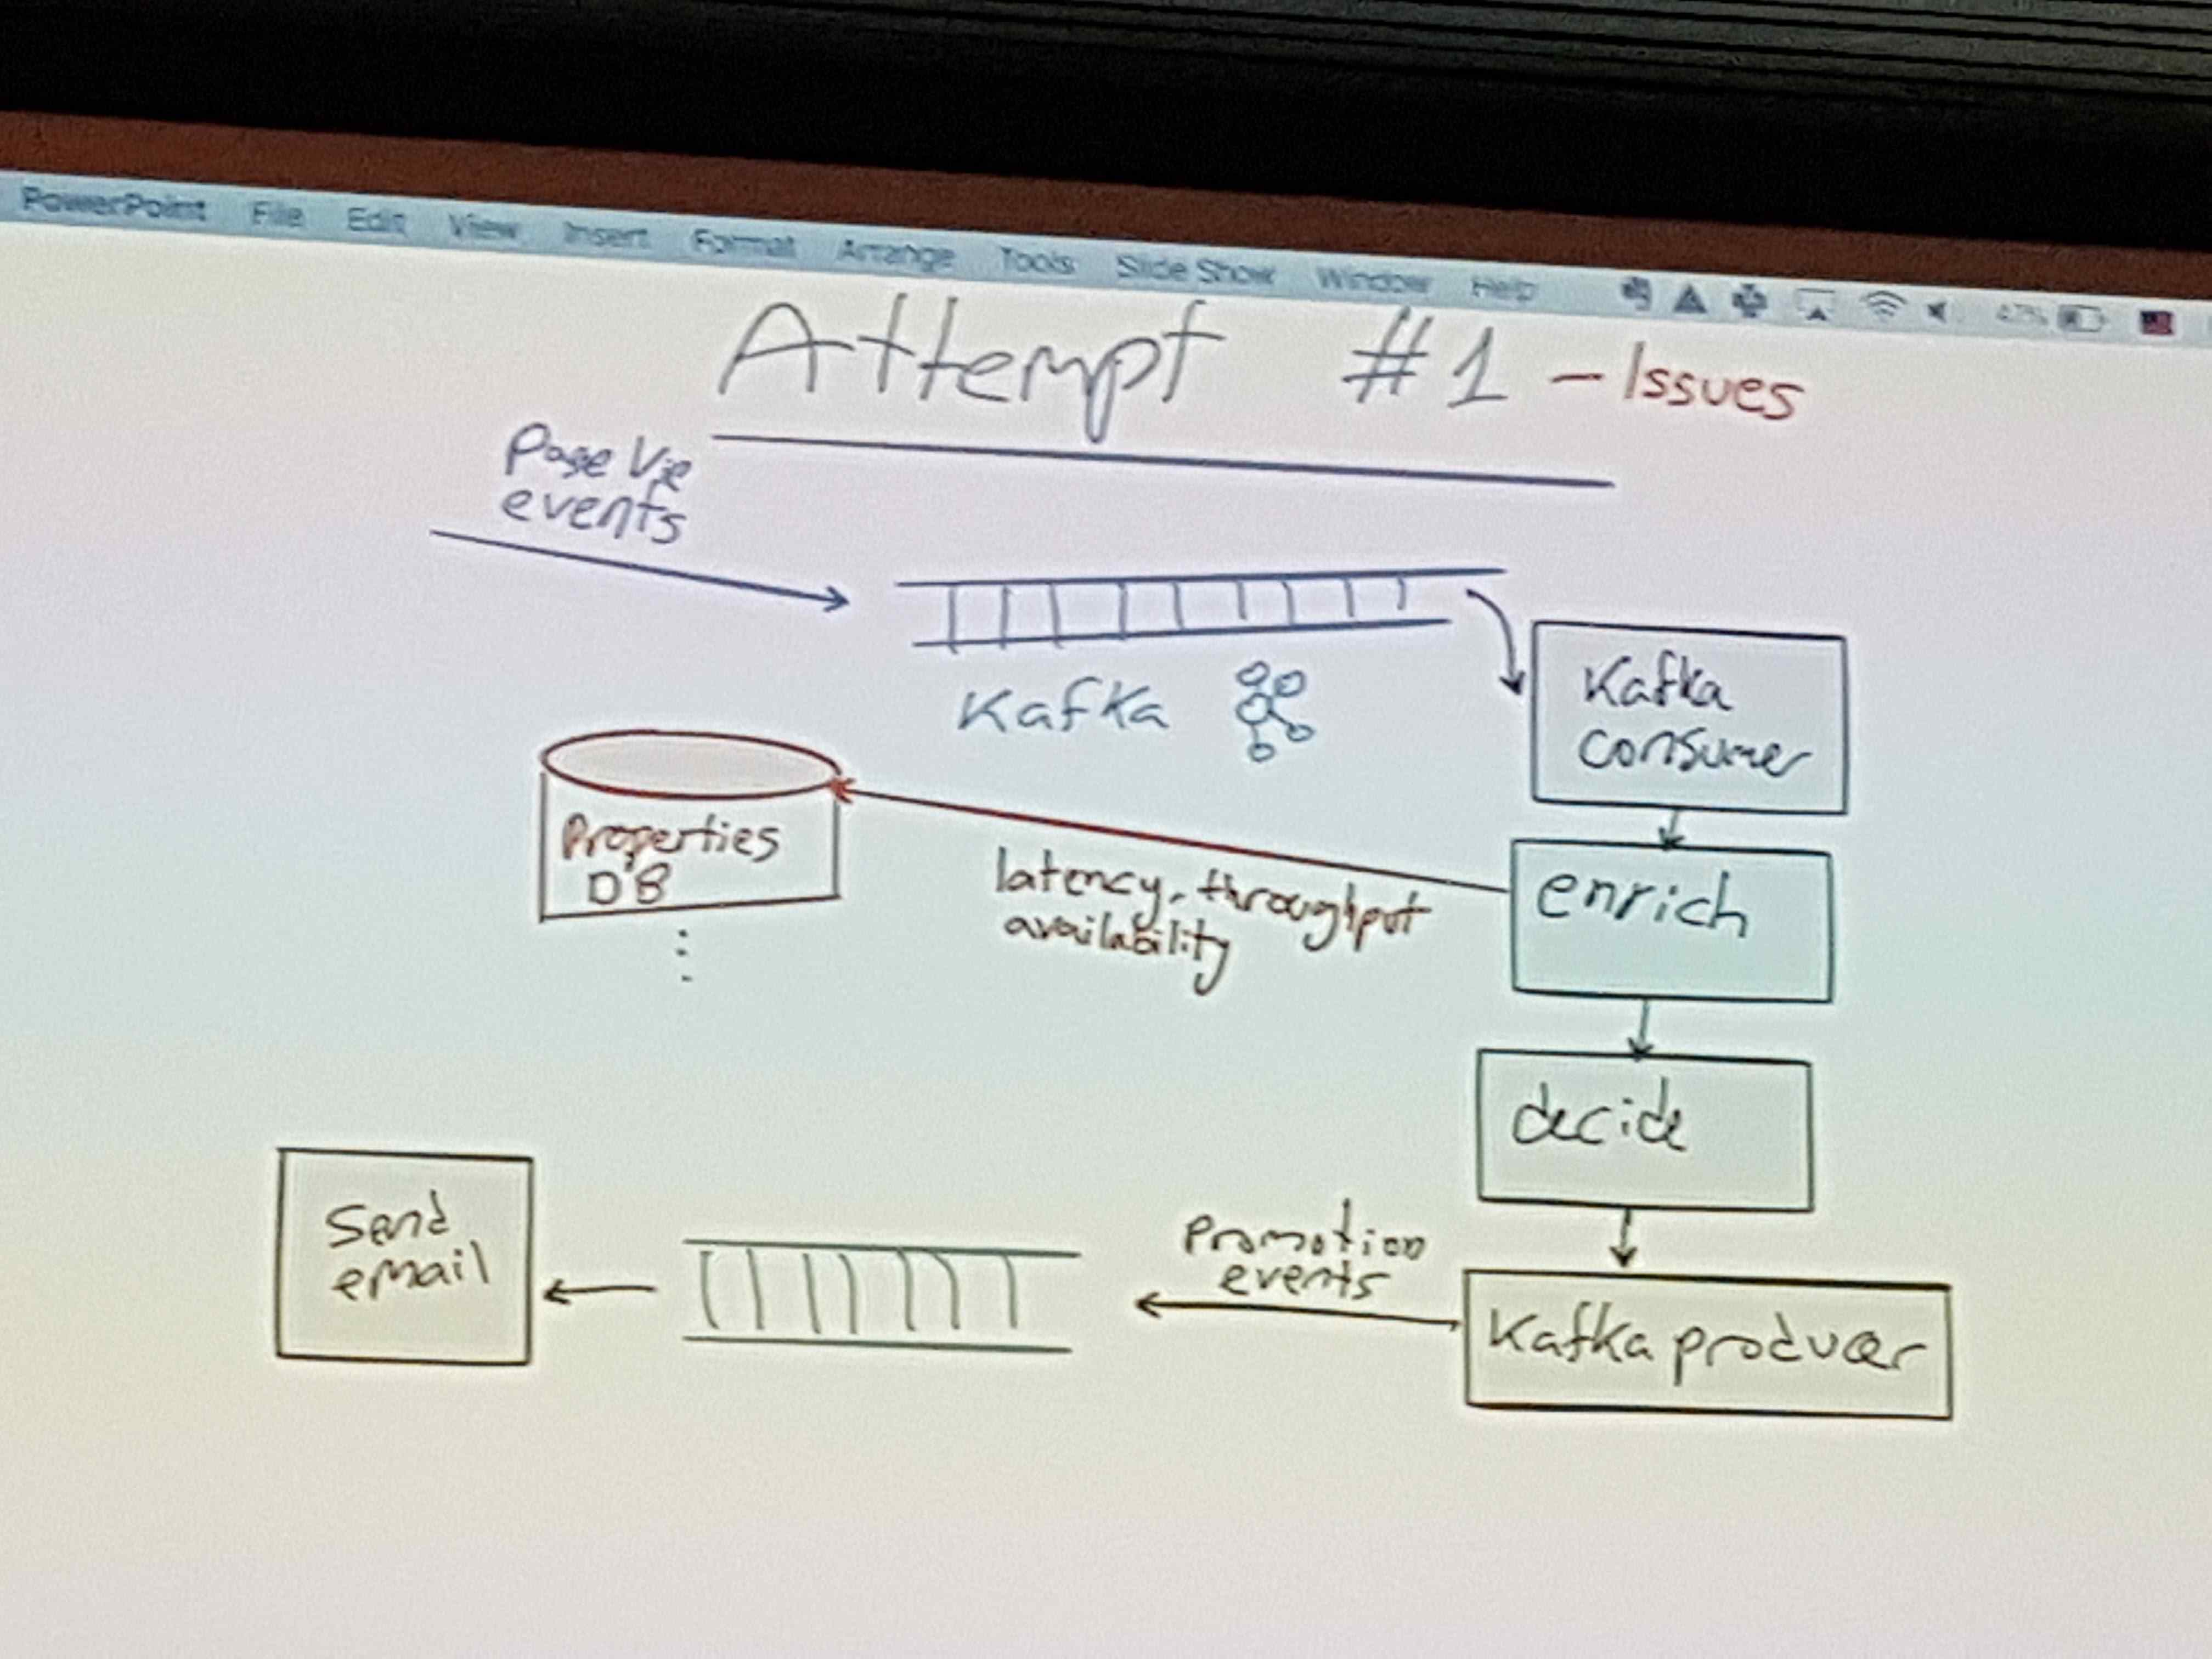 PowerPoint File Edit View Insert Format Arrange Tools Slide Show Window Help 47%
Attempt #1 - Issues
Page Vie
events
Kafka
Kafka
consumer
Properties
DB
latency, throughput
availability
enrich
decide
Promotion
events
Send
email
Kafka producer